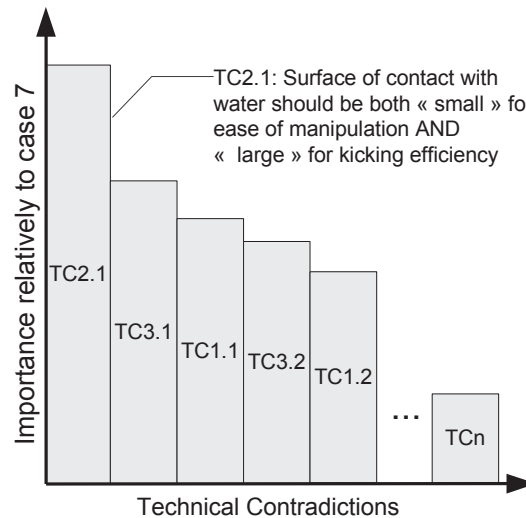 Importance relatively to case 7
TC2.1: Surface of contact with
water should be both « small » fo
ease of manipulation AND
«  large » for kicking efficiency
TC2.1
TC3.1
TC1.1
TC3.2
TC1.2
...
TCn
Technical Contradictions